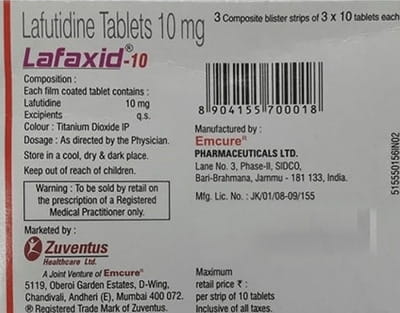 Lafutidine Tablets 10 mg
3 Composite blister strips of 3 x 10 tablets each
Lafaxid®-10
Composition :
Each film coated tablet contains :
Lafutidine 10 mg
Excipients q.s.
Colour : Titanium Dioxide IP
Dosage : As directed by the Physician.
Store in a cool, dry & dark place.
Keep out of reach of children.
Warning : To be sold by retail on
the prescription of a Registered
Medical Practitioner only.
Marketed by :
Zuventus
Healthcare Ltd.
A Joint Venture of Emcure®
5119, Oberoi Garden Estates, D-Wing,
Chandivali, Andheri (E), Mumbai 400 072.
® Registered Trade Mark of Zuventus.
8 904155 700018
Manufactured by :
Emcure®
PHARMACEUTICALS LTD.
Lane No. 3, Phase-II, SIDCO,
Bari-Brahmana, Jammu - 181 133, India.
Mfg. Lic. No. : JK/01/08-09/155
Maximum
retail price ₹ :
per strip of 10 tablets
Inclusive of all taxes.
515550156IN02